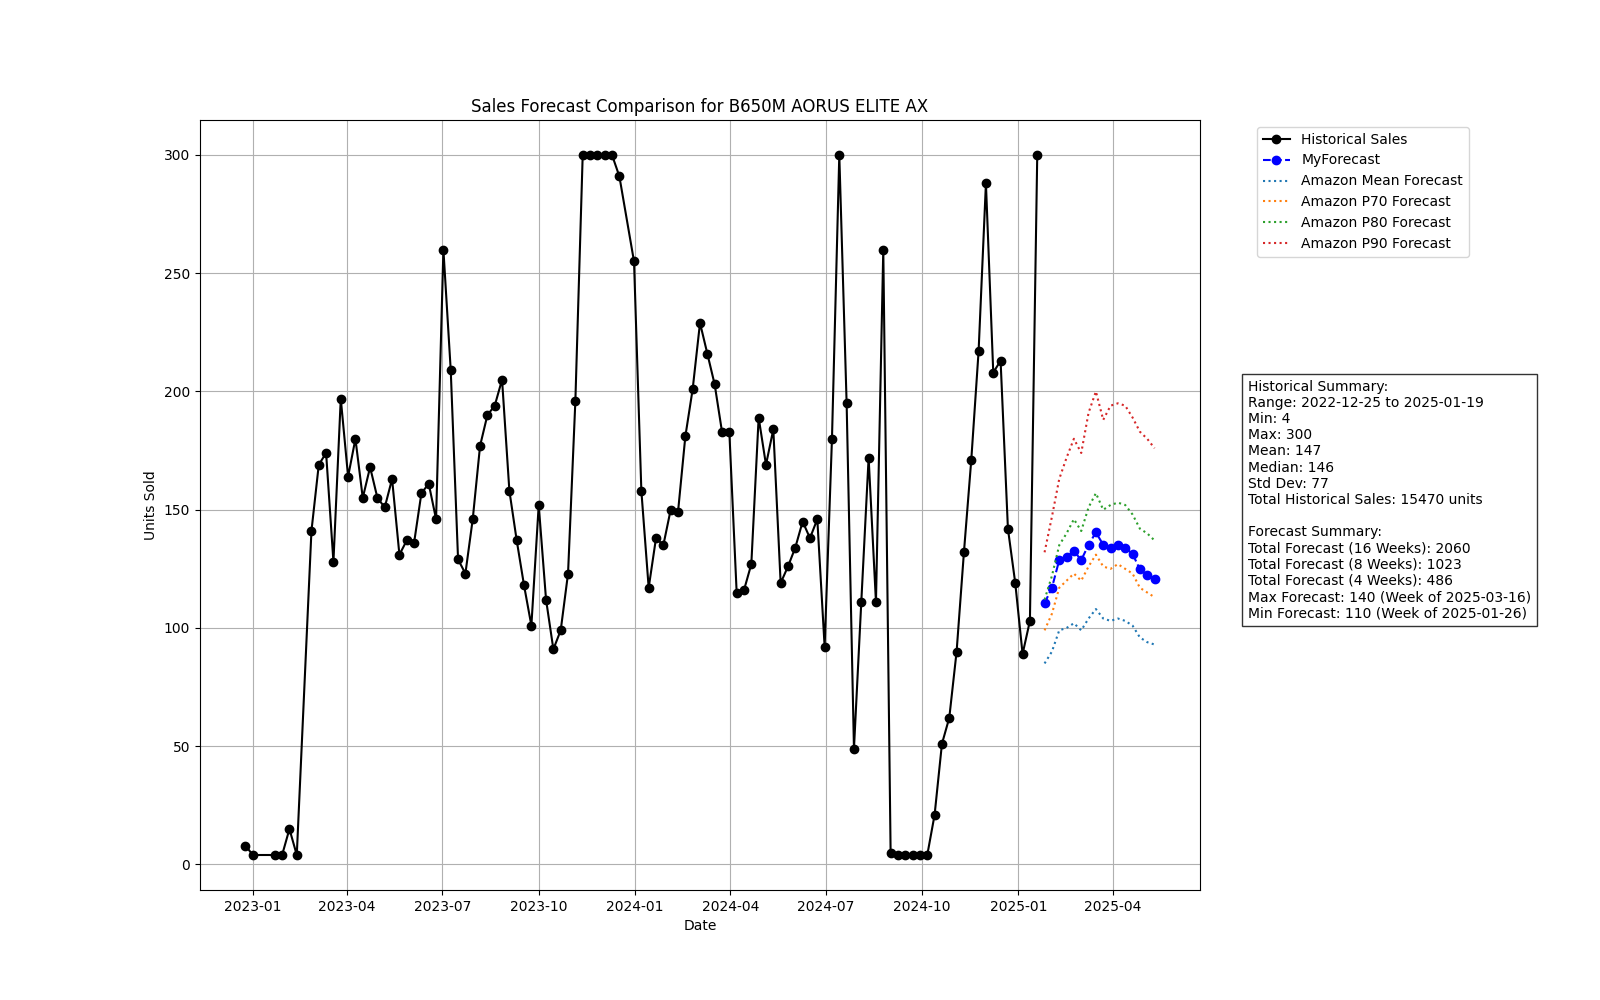 Sales Forecast Comparison for B650M AORUS ELITE AX
Historical Sales
MyForecast
Amazon Mean Forecast
Amazon P70 Forecast
Amazon P80 Forecast
Amazon P90 Forecast
300
250
200
150
100
50
0
Units Sold
Historical Summary:
Range: 2022-12-25 to 2025-01-19
Min: 4
Max: 300
Mean: 147
Median: 146
Std Dev: 77
Total Historical Sales: 15470 units
Forecast Summary:
Total Forecast (16 Weeks): 2060
Total Forecast (8 Weeks): 1023
Total Forecast (4 Weeks): 486
Max Forecast: 140 (Week of 2025-03-16)
Min Forecast: 110 (Week of 2025-01-26)
2023-01 2023-04 2023-07 2023-10 2024-01 2024-04 2024-07 2024-10 2025-01 2025-04
Date